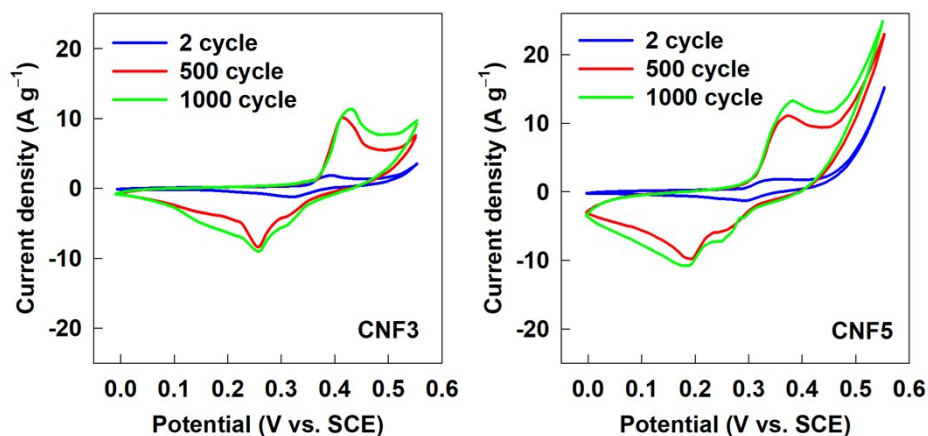 Current density (A g⁻¹)
20
10
0
-10
-20
2 cycle
500 cycle
1000 cycle
CNF3
0.0 0.1 0.2 0.3 0.4 0.5 0.6
Potential (V vs. SCE)
Current density (A g⁻¹)
20
10
0
-10
-20
2 cycle
500 cycle
1000 cycle
CNF5
0.0 0.1 0.2 0.3 0.4 0.5 0.6
Potential (V vs. SCE)